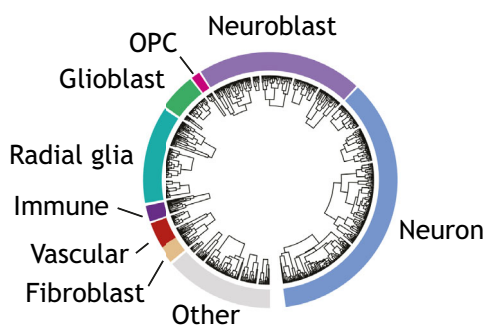 Neuroblast
OPC
Glioblast
Radial glia
Immune
Vascular
Fibroblast
Other
Neuron